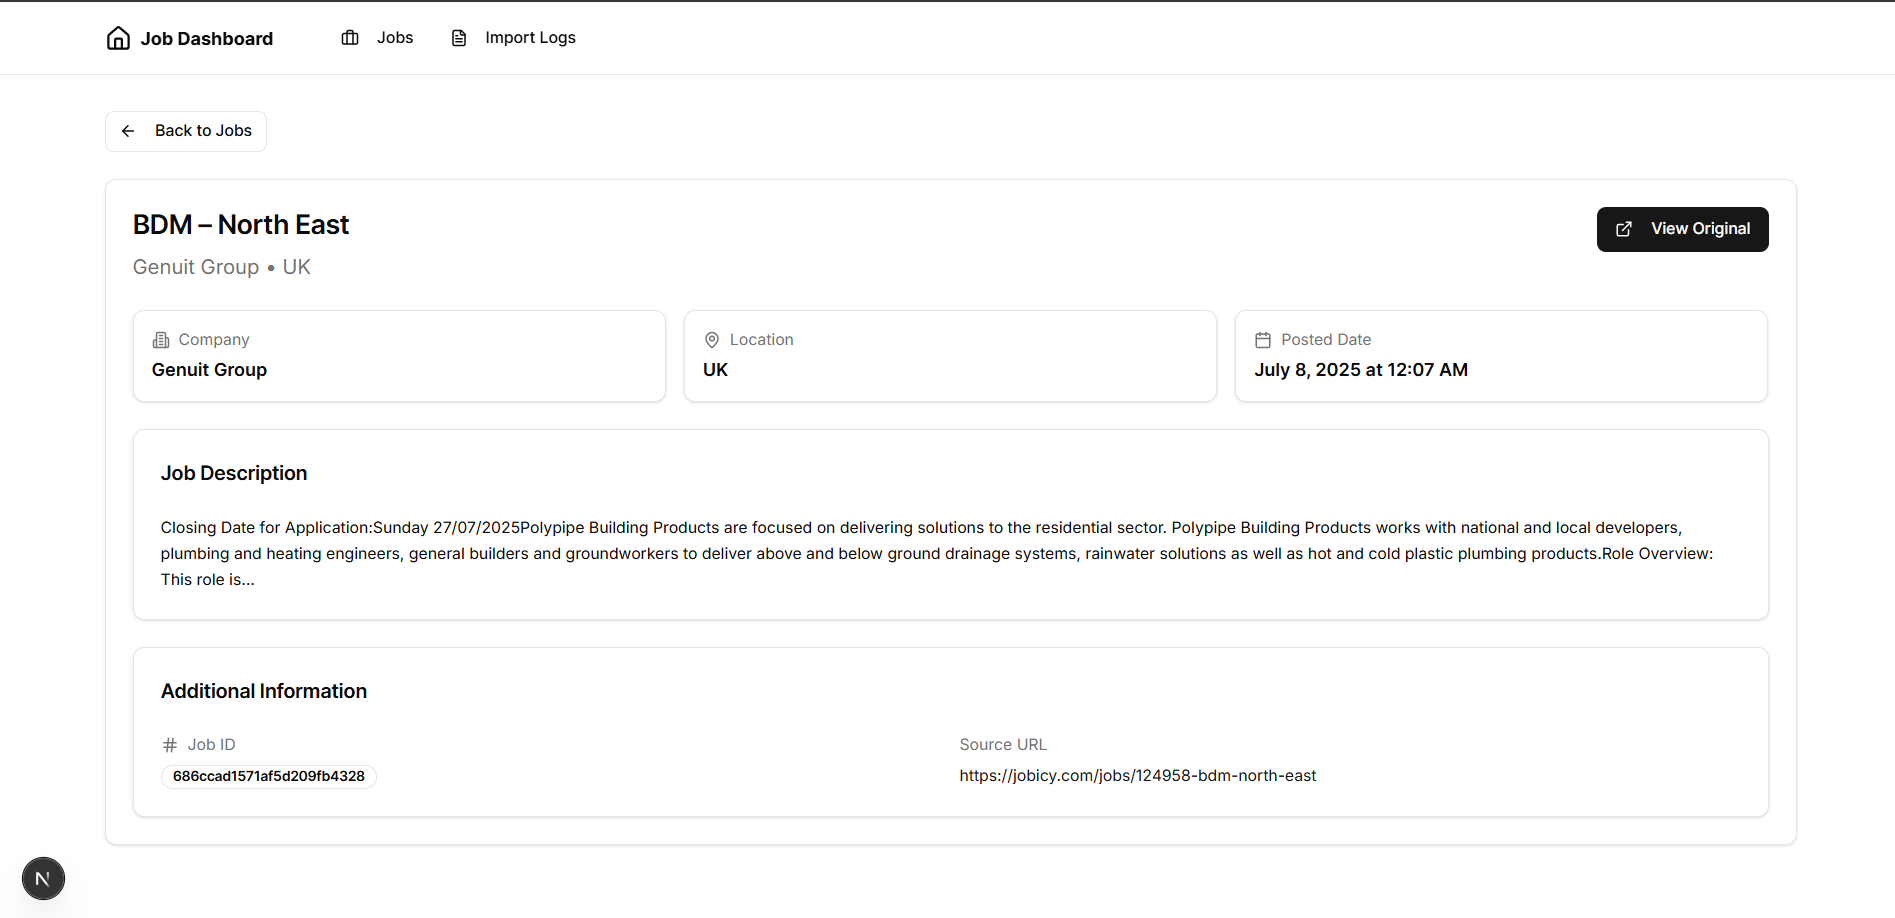 Job Dashboard
Jobs
Import Logs
Back to Jobs
BDM – North East
View Original
Genuit Group • UK
Company
Genuit Group
Location
UK
Posted Date
July 8, 2025 at 12:07 AM
Job Description
Closing Date for Application:Sunday 27/07/2025Polypipe Building Products are focused on delivering solutions to the residential sector. Polypipe Building Products works with national and local developers,
plumbing and heating engineers, general builders and groundworkers to deliver above and below ground drainage systems, rainwater solutions as well as hot and cold plastic plumbing products.Role Overview:
This role is...
Additional Information
# Job ID
686ccad1571af5d209fb4328
Source URL
https://jobicy.com/jobs/124958-bdm-north-east
N